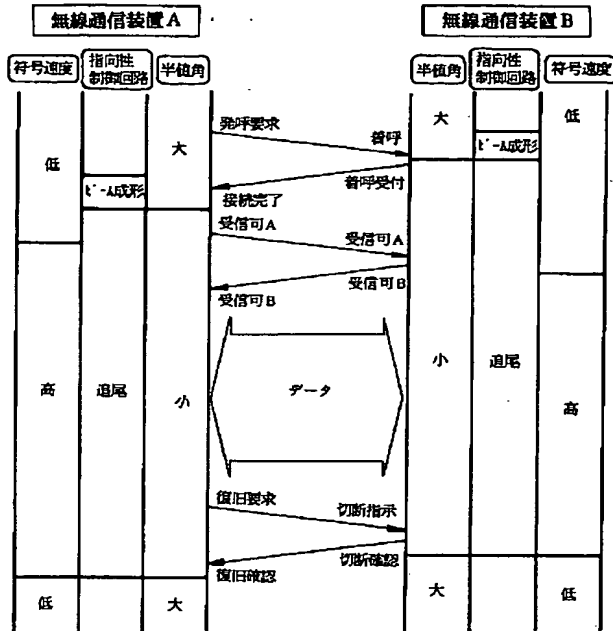 無線通信装置A
無線通信装置B
符号速度
指向性
制御回路
半値角
半値角
指向性
制御回路
符号速度
低
ビーム成形
大
発呼要求
着呼
着呼受付
接続完了
大
ビーム成形
低
受信可A
受信可A
受信可B
受信可B
高
追尾
小
データ
小
追尾
高
復旧要求
切断指示
切断確認
復旧確認
低
大
大
低